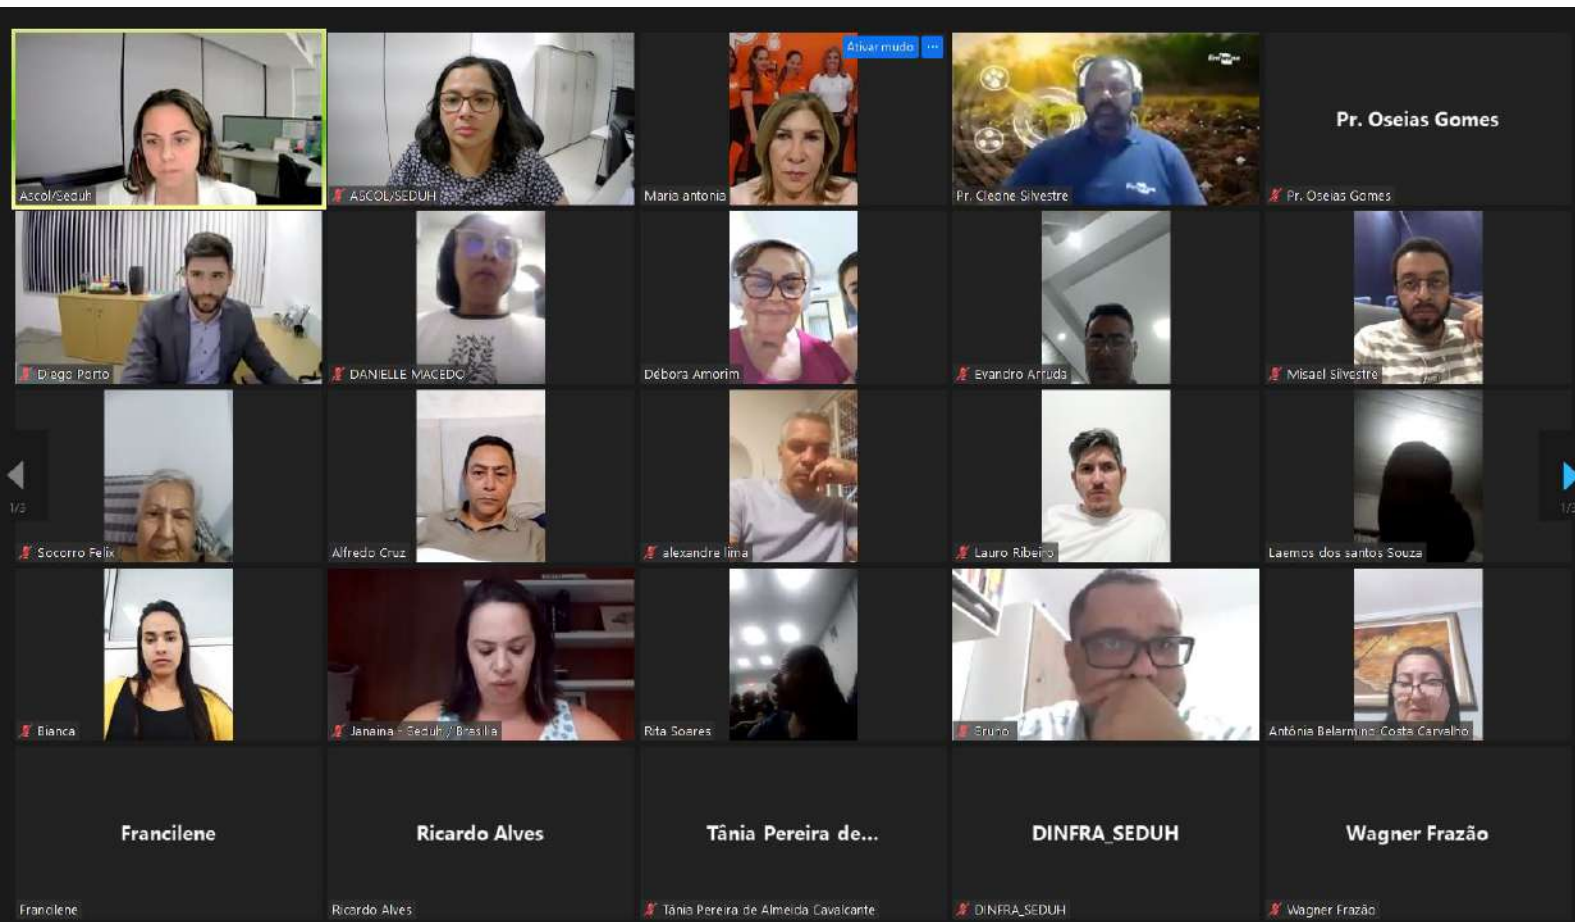 Ativar mudo
Pr. Oseias Gomes
Ascol/Seduh
ASCOL/SEDUH
Maria antonia
Pr. Cleone Silvestre
Pr. Oseias Gomes
Diego Porto
DANIELLE MACEDO
Débora Amorim
Evandro Arruda
Misael Silvestre
1/3
Socorro Felix
Alfredo Cruz
alexandre lima
Lauro Ribeiro
Laemos dos santos Souza
Bianca
Janaina - Seduh / Brasilia
Rita Soares
Bruno
Antônia Belarmino Costa Carvalho
Francilene
Ricardo Alves
Tânia Pereira de...
DINFRA_SEDUH
Wagner Frazão
Francilene
Ricardo Alves
Tânia Pereira de Almeida Cavalcante
DINFRA_SEDUH
Wagner Frazão